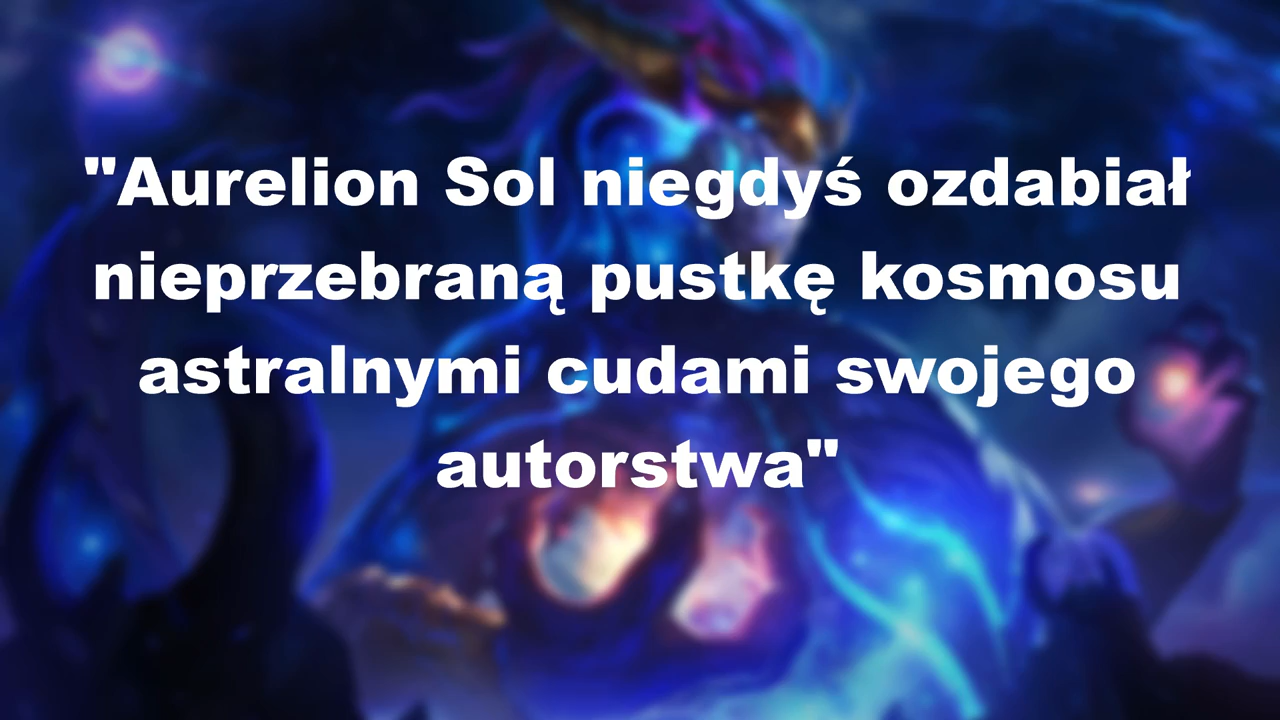 "Aurelion Sol niegdyś ozdabiał
nieprzebraną pustkę kosmosu
astralnymi cudami swojego
autorstwa"